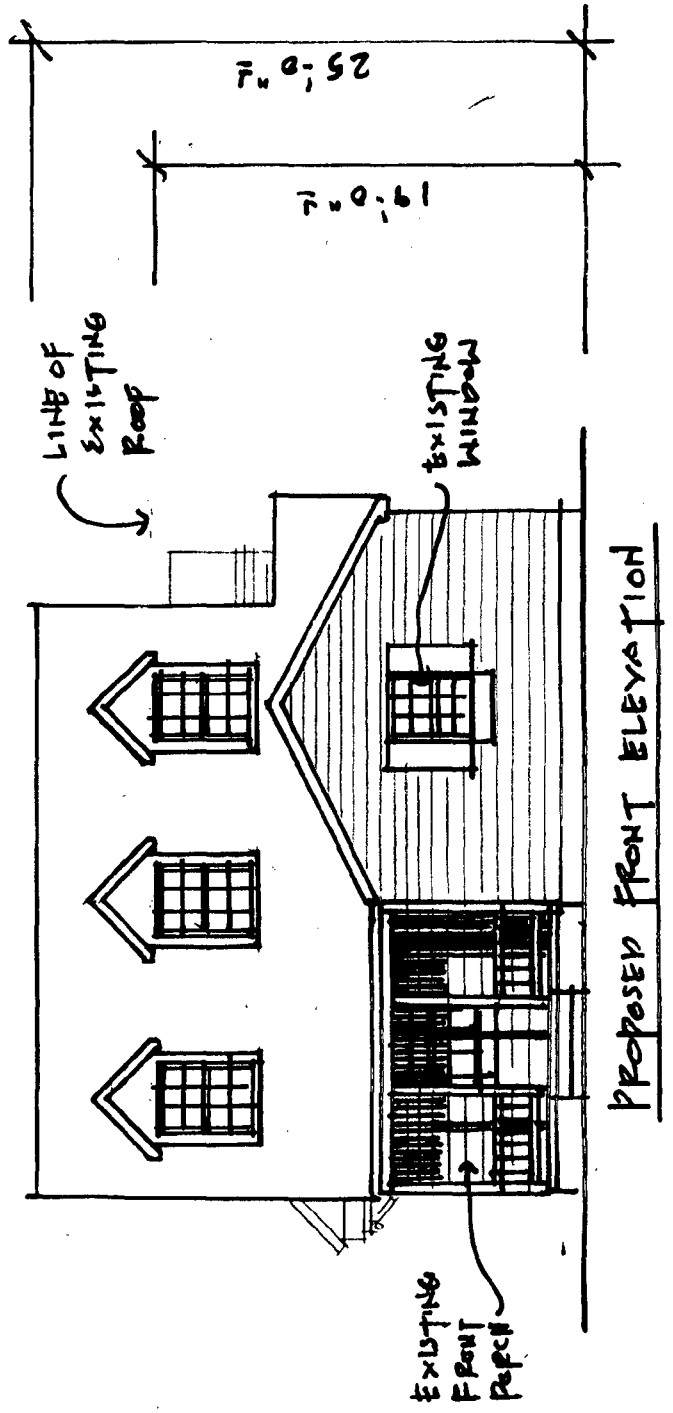 LINE OF
EXISTING
ROOF
EXISTING
WINDOW
EXISTING
FRONT
PORCH
25'-0"±
19'-0"±
PROPOSED FRONT ELEVATION